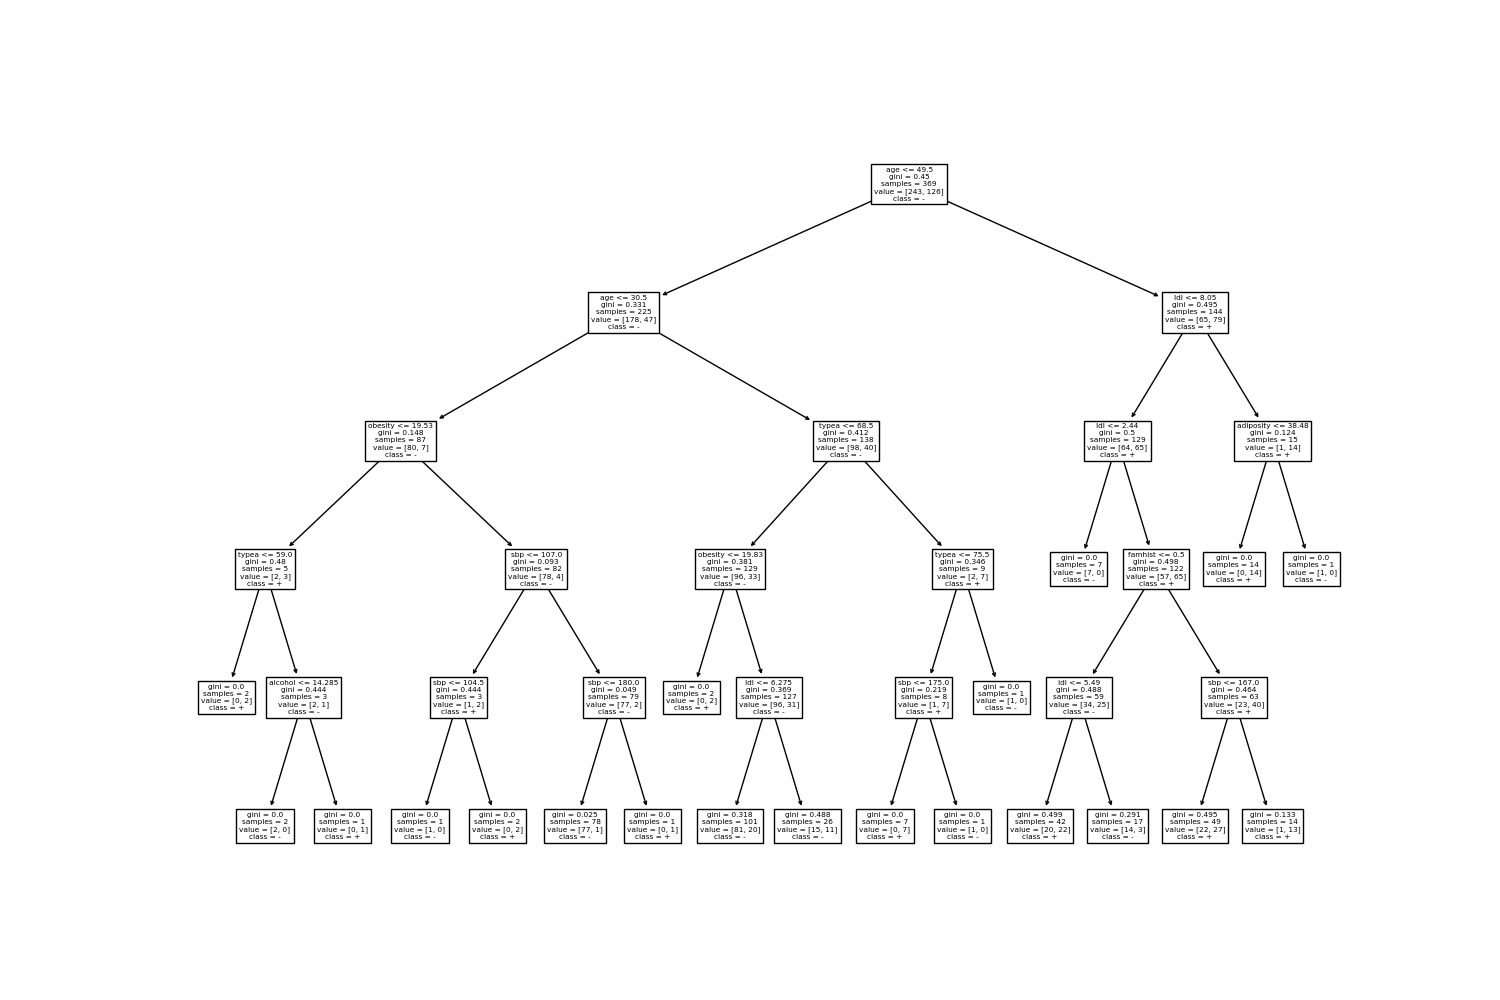 age <= 49.5
gini = 0.45
samples = 369
value = [243, 126]
class = -
age <= 30.5
gini = 0.331
samples = 225
value = [178, 47]
class = -
ldl <= 8.05
gini = 0.495
samples = 144
value = [65, 79]
class = +
obesity <= 19.53
gini = 0.148
samples = 87
value = [80, 7]
class = -
typea <= 68.5
gini = 0.412
samples = 138
value = [98, 40]
class = -
ldl <= 2.44
gini = 0.5
samples = 129
value = [64, 65]
class = +
adiposity <= 38.48
gini = 0.124
samples = 15
value = [1, 14]
class = +
typea <= 59.0
gini = 0.48
samples = 5
value = [2, 3]
class = +
sbp <= 107.0
gini = 0.093
samples = 82
value = [78, 4]
class = -
obesity <= 19.83
gini = 0.381
samples = 129
value = [96, 33]
class = -
typea <= 75.5
gini = 0.346
samples = 9
value = [2, 7]
class = +
gini = 0.0
samples = 7
value = [7, 0]
class = -
famhist <= 0.5
gini = 0.498
samples = 122
value = [57, 65]
class = +
gini = 0.0
samples = 14
value = [0, 14]
class = +
gini = 0.0
samples = 1
value = [1, 0]
class = -
gini = 0.0
samples = 2
value = [0, 2]
class = +
alcohol <= 14.285
gini = 0.444
samples = 3
value = [2, 1]
class = -
sbp <= 104.5
gini = 0.444
samples = 3
value = [1, 2]
class = +
sbp <= 180.0
gini = 0.049
samples = 79
value = [77, 2]
class = -
gini = 0.0
samples = 2
value = [0, 2]
class = +
ldl <= 6.275
gini = 0.369
samples = 127
value = [96, 31]
class = -
sbp <= 175.0
gini = 0.219
samples = 8
value = [1, 7]
class = +
gini = 0.0
samples = 1
value = [1, 0]
class = -
ldl <= 5.49
gini = 0.488
samples = 59
value = [34, 25]
class = -
sbp <= 167.0
gini = 0.464
samples = 63
value = [23, 40]
class = +
gini = 0.0
samples = 2
value = [2, 0]
class = -
gini = 0.0
samples = 1
value = [0, 1]
class = +
gini = 0.0
samples = 1
value = [1, 0]
class = -
gini = 0.0
samples = 2
value = [0, 2]
class = +
gini = 0.025
samples = 78
value = [77, 1]
class = -
gini = 0.0
samples = 1
value = [0, 1]
class = +
gini = 0.318
samples = 101
value = [81, 20]
class = -
gini = 0.488
samples = 26
value = [15, 11]
class = -
gini = 0.0
samples = 7
value = [0, 7]
class = +
gini = 0.0
samples = 1
value = [1, 0]
class = -
gini = 0.499
samples = 42
value = [20, 22]
class = +
gini = 0.291
samples = 17
value = [14, 3]
class = -
gini = 0.495
samples = 49
value = [22, 27]
class = +
gini = 0.133
samples = 14
value = [1, 13]
class = +